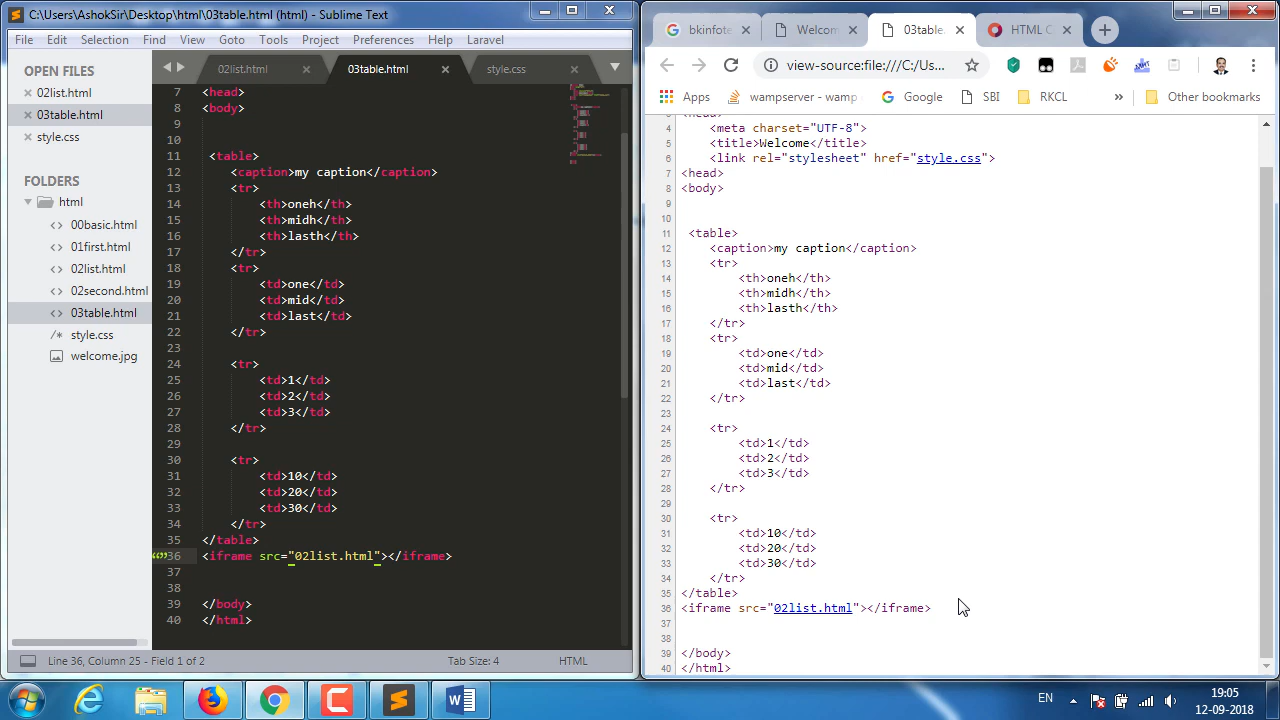 C:\Users\AshokSir\Desktop\html\03table.html (html) - Sublime Text
File Edit Selection Find View Goto Tools Project Preferences Help Laravel
OPEN FILES
02list.html
03table.html
style.css
FOLDERS
html
00basic.html
01first.html
02list.html
02second.html
03table.html
style.css
welcome.jpg
02list.html 03table.html style.css
7 <head>
8 <body>
9
10
11 <table>
12 <caption>my caption</caption>
13 <tr>
14 <th>oneh</th>
15 <th>midh</th>
16 <th>lasth</th>
17 </tr>
18 <tr>
19 <td>one</td>
20 <td>mid</td>
21 <td>last</td>
22 </tr>
23
24 <tr>
25 <td>1</td>
26 <td>2</td>
27 <td>3</td>
28 </tr>
29
30 <tr>
31 <td>10</td>
32 <td>20</td>
33 <td>30</td>
34 </tr>
35 </table>
36 <iframe src="02list.html"></iframe>
37
38
39 </body>
40 </html>
Line 36, Column 25 - Field 1 of 2 Tab Size: 4 HTML
bkinfote Welcom 03table. HTML C
view-source:file:///C:/Us...
Apps wampserver - wamp Google SBI RKCL » Other bookmarks
4 <meta charset="UTF-8">
5 <title>Welcome</title>
6 <link rel="stylesheet" href="style.css">
7 <head>
8 <body>
9
10
11 <table>
12 <caption>my caption</caption>
13 <tr>
14 <th>oneh</th>
15 <th>midh</th>
16 <th>lasth</th>
17 </tr>
18 <tr>
19 <td>one</td>
20 <td>mid</td>
21 <td>last</td>
22 </tr>
23
24 <tr>
25 <td>1</td>
26 <td>2</td>
27 <td>3</td>
28 </tr>
29
30 <tr>
31 <td>10</td>
32 <td>20</td>
33 <td>30</td>
34 </tr>
35 </table>
36 <iframe src="02list.html"></iframe>
37
38
39 </body>
40 </html>
EN
19:05
12-09-2018